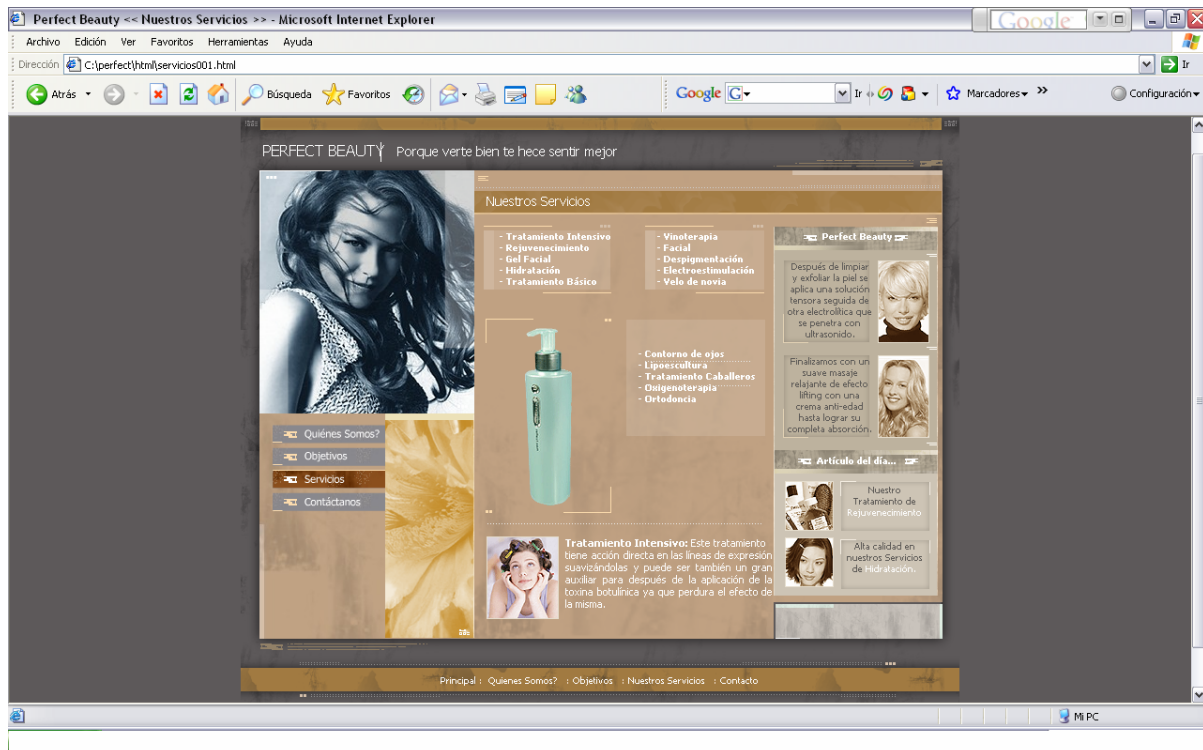 Perfect Beauty << Nuestros Servicios >> - Microsoft Internet Explorer
Google
Archivo Edición Ver Favoritos Herramientas Ayuda
Dirección C:\perfect\html\servicios001.html Ir
Atrás Búsqueda Favoritos Google G Ir Marcadores >> Configuración
PERFECT BEAUTY Porque verte bien te hece sentir mejor
Nuestros Servicios
- Tratamiento Intensivo
- Rejuvenecimiento
- Gel Facial
- Hidratación
- Tratamiento Básico
- Vinoterapia
- Facial
- Despigmentación
- Electroestimulación
- Velo de novia
- Contorno de ojos
- Lipoescultura
- Tratamiento Caballeros
- Oxigenoterapia
- Ortodoncia
Quiénes Somos?
Objetivos
Servicios
Contáctanos
Tratamiento Intensivo: Este tratamiento
tiene acción directa en las líneas de expresión
suavizándolas y puede ser también un gran
auxiliar para después de la aplicación de la
toxina botulínica ya que perdura el efecto de
la misma.
Perfect Beauty
Después de limpiar
y exfoliar la piel se
aplica una solución
tensora seguida de
otra electrolítica que
se penetra con
ultrasonido.
Finalizamos con un
suave masaje
relajante de efecto
lifting con una
crema anti-edad
hasta lograr su
completa absorción.
Artículo del día...
Nuestro
Tratamiento de
Rejuvenecimiento
Alta calidad en
nuestros Servicios
de Hidratación.
Principal : Quienes Somos? : Objetivos : Nuestros Servicios : Contacto
Mi PC